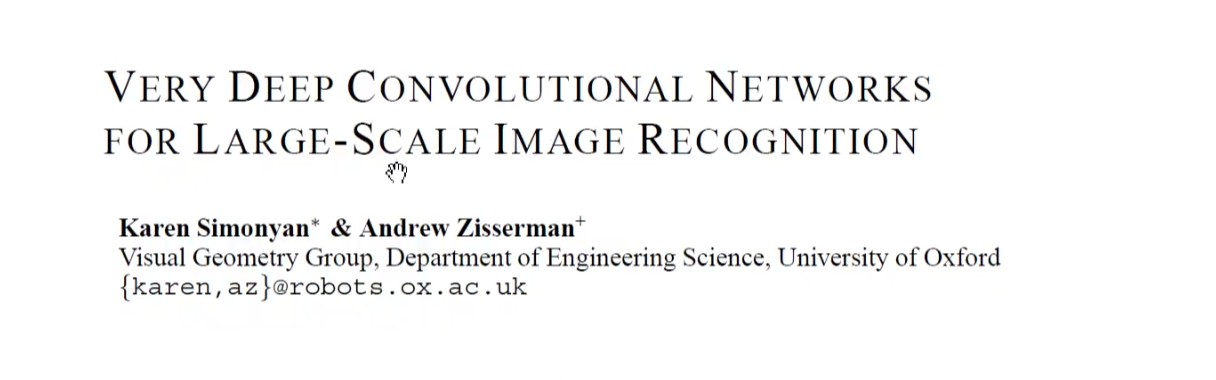 VERY DEEP CONVOLUTIONAL NETWORKS
FOR LARGE-SCALE IMAGE RECOGNITION
Karen Simonyan* & Andrew Zisserman+
Visual Geometry Group, Department of Engineering Science, University of Oxford
{karen,az}@robots.ox.ac.uk